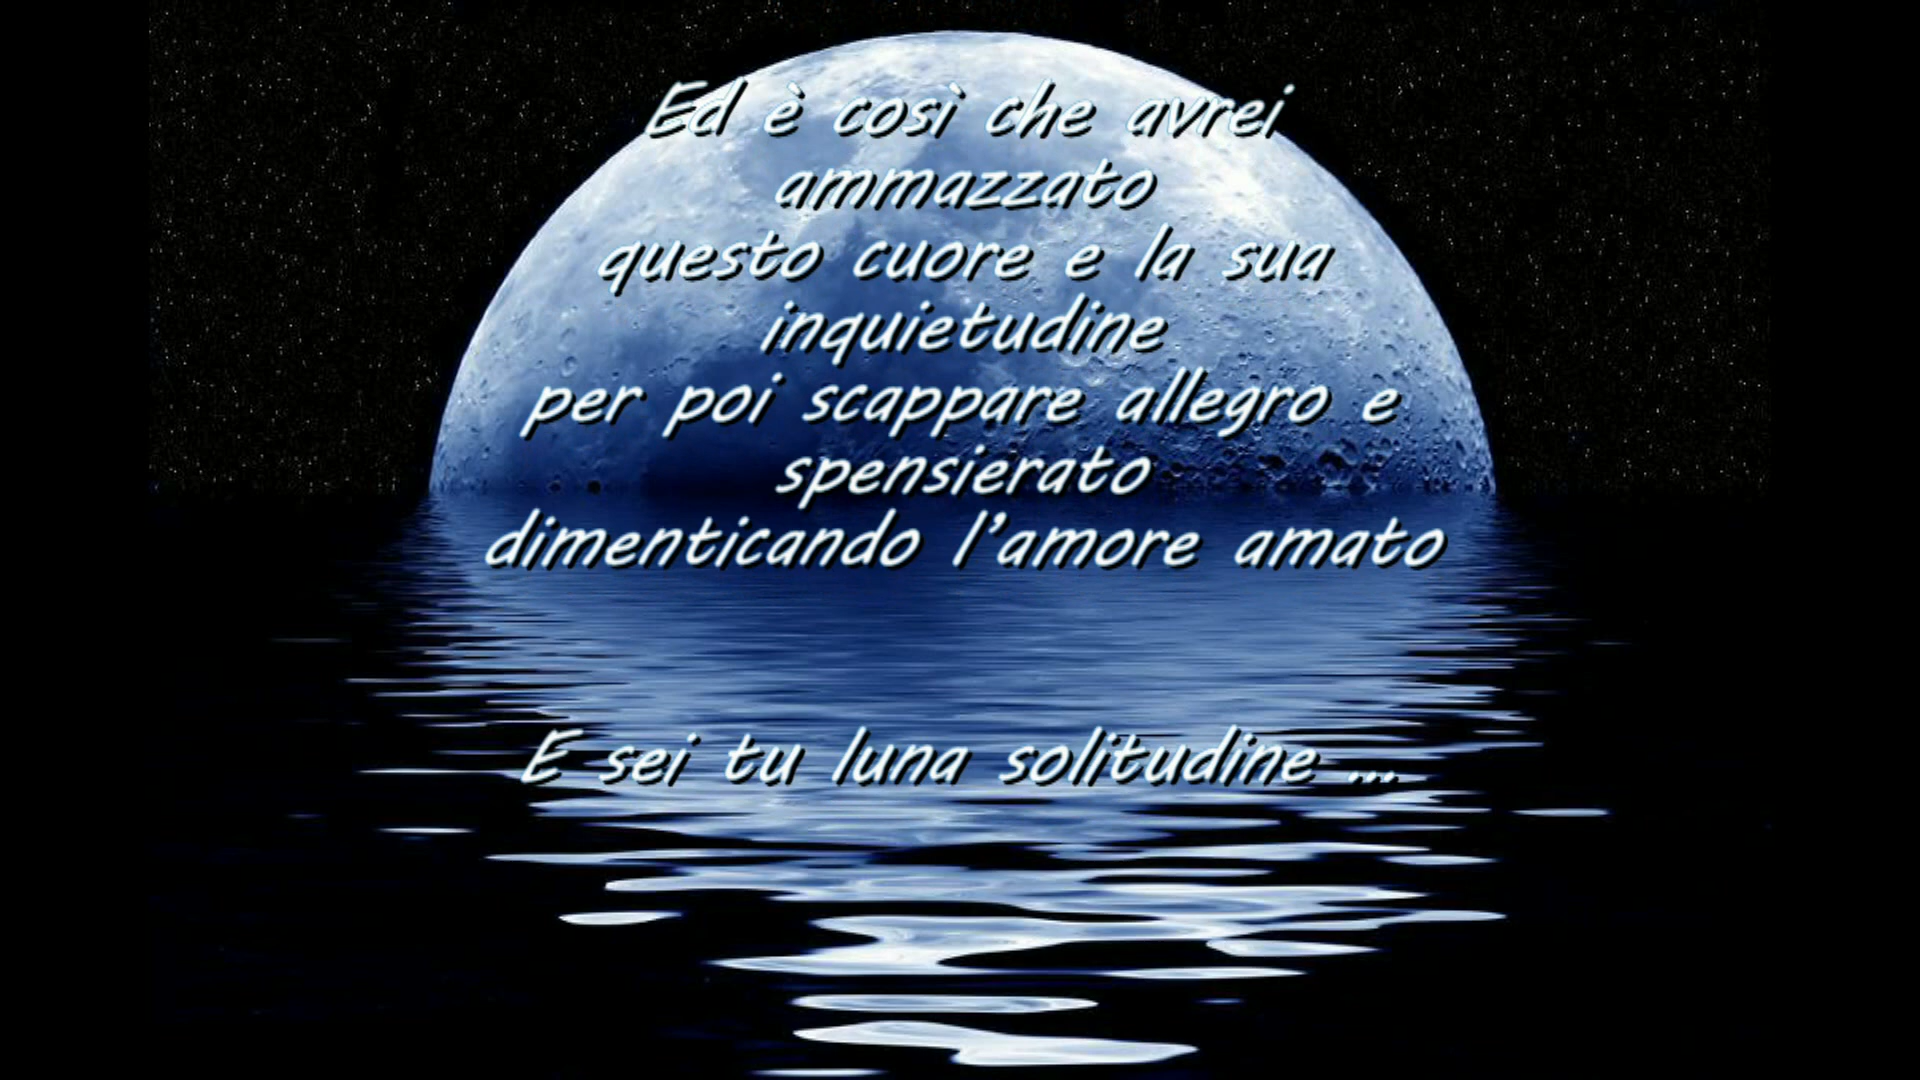 Ed è così che avrei
ammazzato
questo cuore e la sua
inquietudine
per poi scappare allegro e
spensierato
dimenticando l'amore amato
E sei tu luna solitudine ...